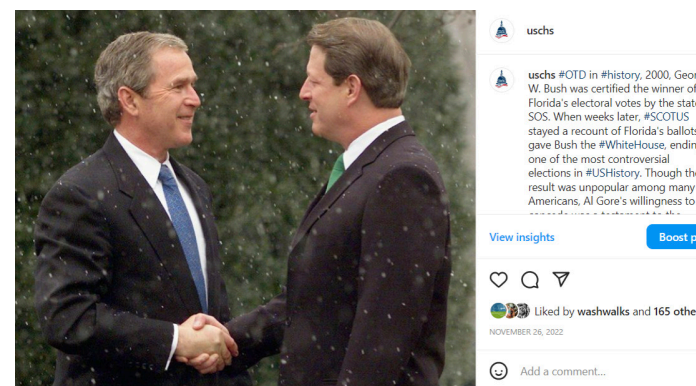 uschs
uschs #OTD in #history, 2000, Geor
W. Bush was certified the winner of
Florida's electoral votes by the stat
SOS. When weeks later, #SCOTUS
stayed a recount of Florida's ballots
gave Bush the #WhiteHouse, endin
one of the most controversial
elections in #USHistory. Though the
result was unpopular among many
Americans, Al Gore's willingness to
View insights
Boost p
Liked by washwalks and 165 othe
NOVEMBER 26, 2022
Add a comment...